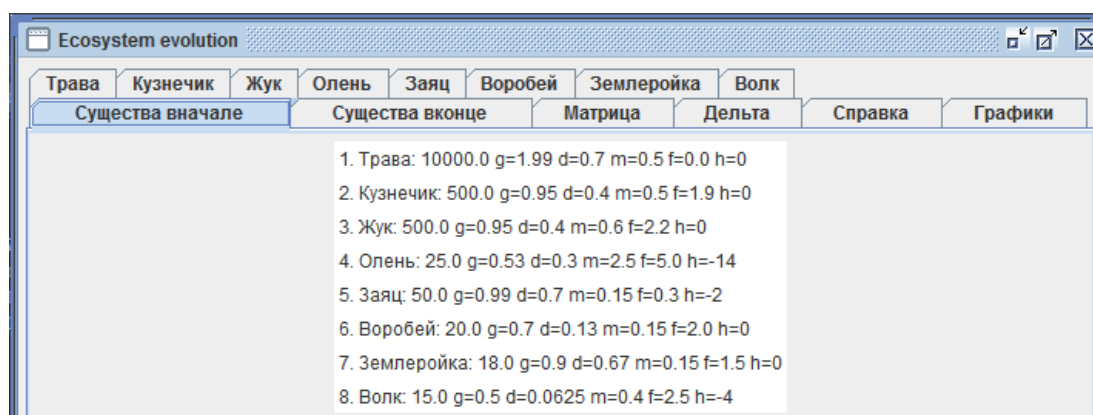 Ecosystem evolution
Трава Кузнечик Жук Олень Заяц Воробей Землеройка Волк
Существа вначале Существа вконце Матрица Дельта Справка Графики
1. Трава: 10000.0 g=1.99 d=0.7 m=0.5 f=0.0 h=0
2. Кузнечик: 500.0 g=0.95 d=0.4 m=0.5 f=1.9 h=0
3. Жук: 500.0 g=0.95 d=0.4 m=0.6 f=2.2 h=0
4. Олень: 25.0 g=0.53 d=0.3 m=2.5 f=5.0 h=-14
5. Заяц: 50.0 g=0.99 d=0.7 m=0.15 f=0.3 h=-2
6. Воробей: 20.0 g=0.7 d=0.13 m=0.15 f=2.0 h=0
7. Землеройка: 18.0 g=0.9 d=0.67 m=0.15 f=1.5 h=0
8. Волк: 15.0 g=0.5 d=0.0625 m=0.4 f=2.5 h=-4